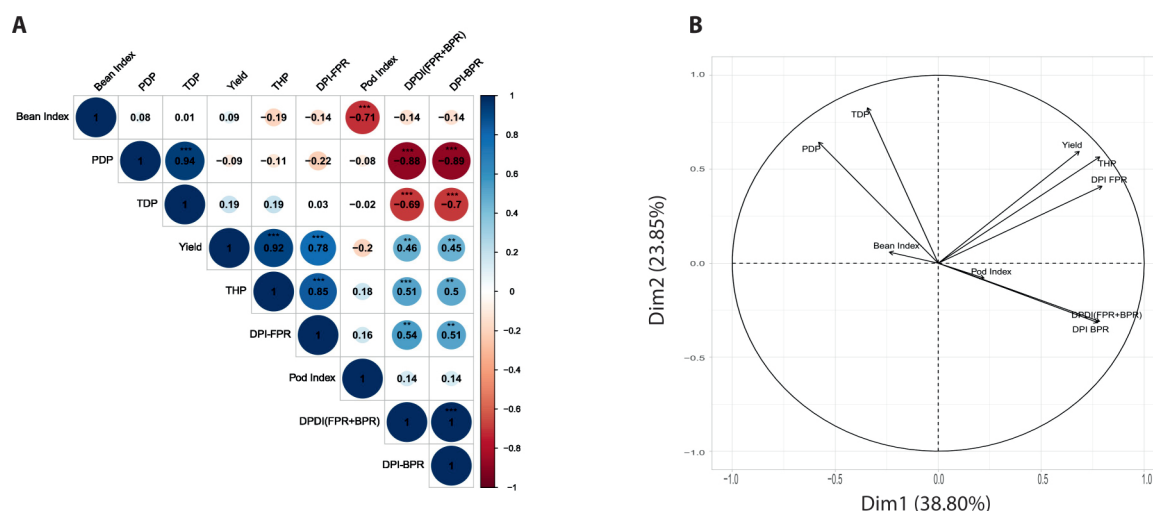 A
Bean Index PDP TDP Yield THP DPI-FPR Pod Index DPDI(FPR+BPR) DPI-BPR
Bean Index 1 0.08 0.01 0.09 −0.19 −0.14 *** −0.71 −0.14 −0.14
PDP 1 *** 0.94 −0.09 −0.11 −0.22 −0.08 *** −0.88 *** −0.89
TDP 1 0.19 0.19 0.03 −0.02 *** −0.69 *** −0.7
Yield 1 *** 0.92 *** 0.78 −0.2 ** 0.46 ** 0.45
THP 1 *** 0.85 0.18 *** 0.51 ** 0.5
DPI-FPR 1 0.16 ** 0.54 ** 0.51
Pod Index 1 0.14 0.14
DPDI(FPR+BPR) 1 *** 1
DPI-BPR 1
1
0.8
0.6
0.4
0.2
0
−0.2
−0.4
−0.6
−0.8
−1
B
Dim2 (23.85%)
1.0
0.5
0.0
−0.5
−1.0
TDP
PDP
Yield
THP
DPI FPR
Bean Index
Pod Index
DPDI(FPR+BPR)
DPI BPR
−1.0 −0.5 0.0 0.5 1.0
Dim1 (38.80%)